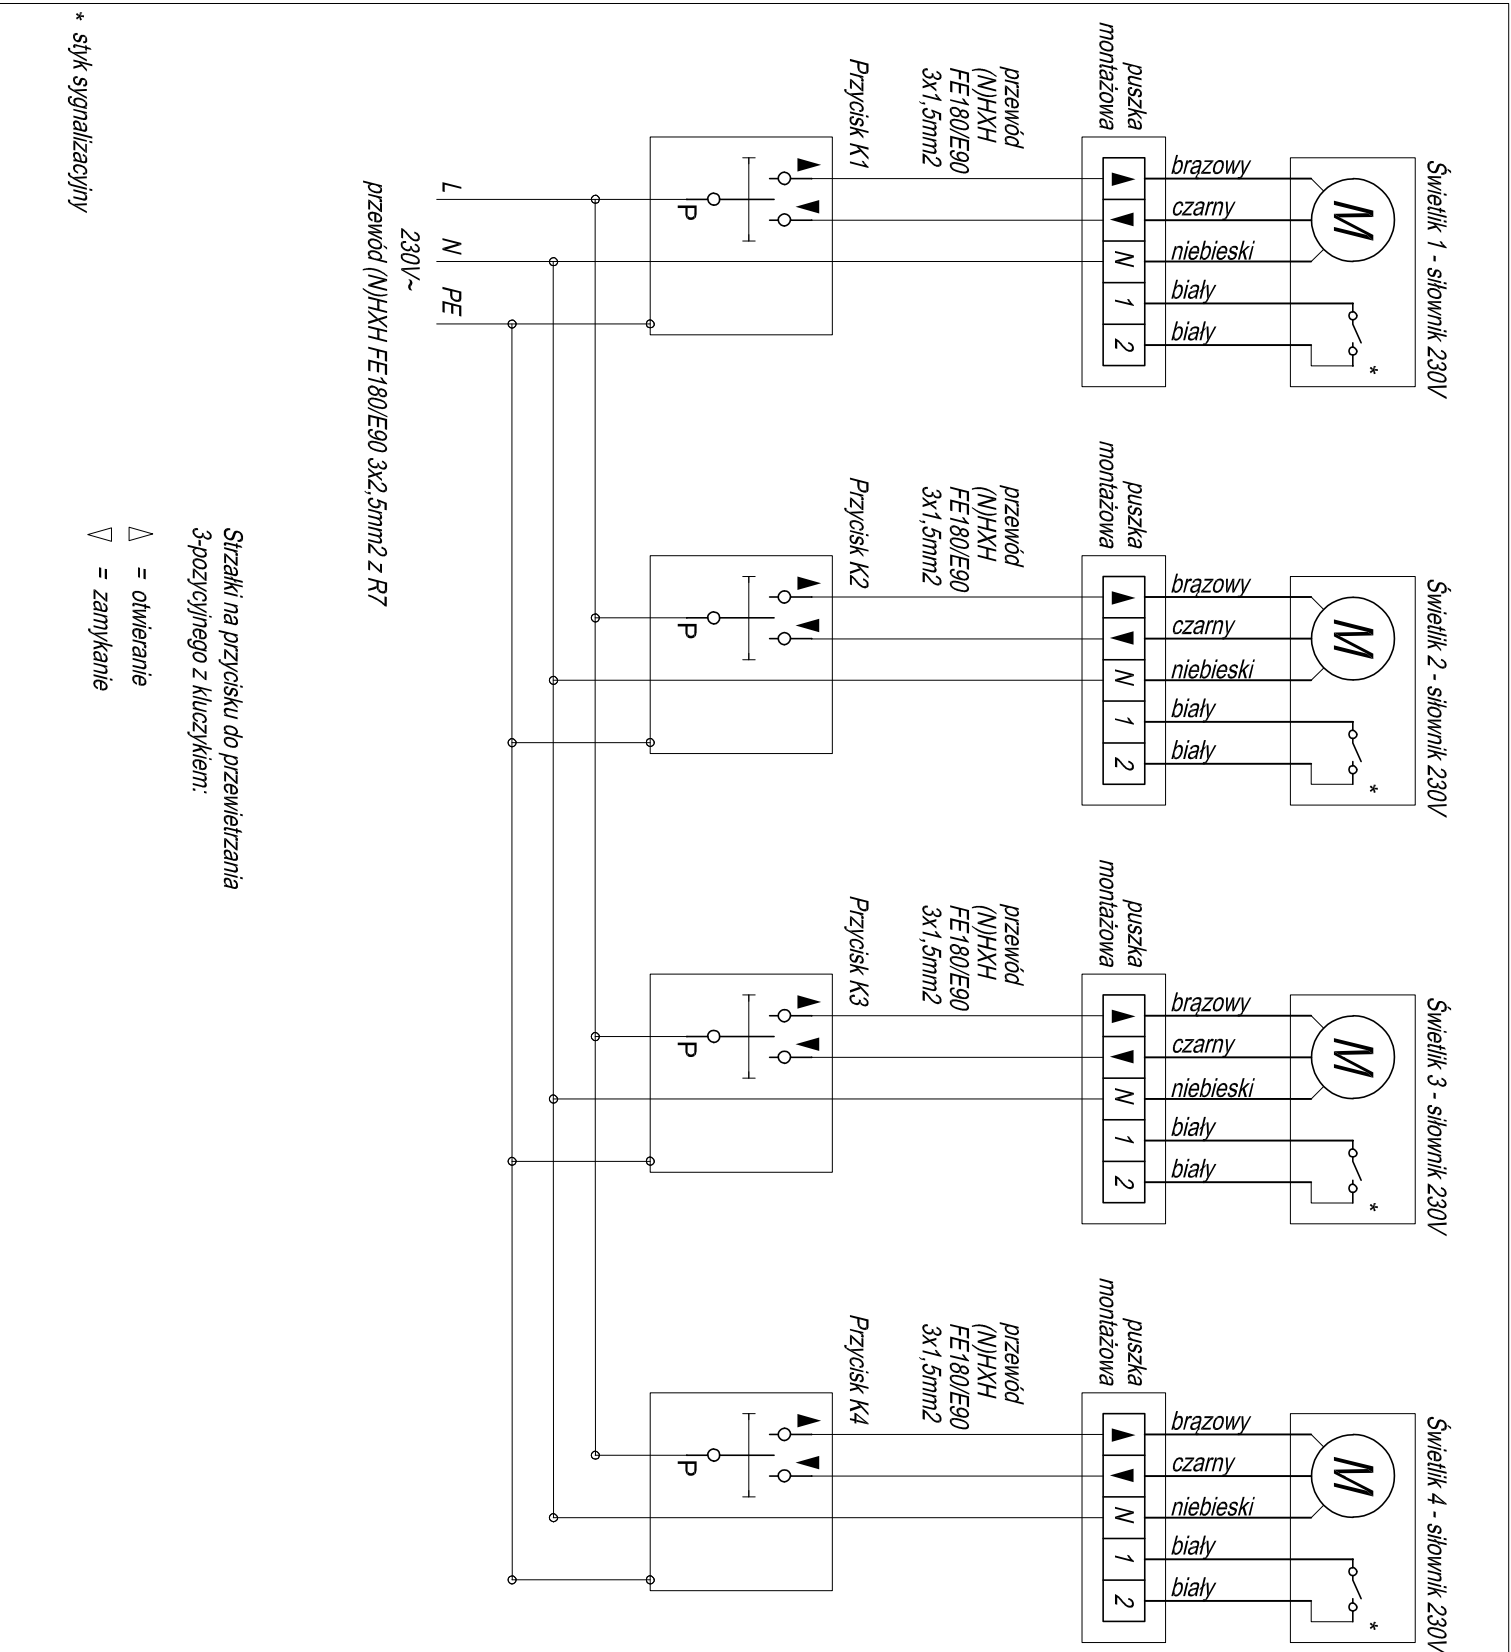 Świetlik 1 - siłownik 230V
M
*
brązowy
czarny
niebieski
biały
biały
puszka
montażowa
N
1
2
przewód
(N)HXH
FE180/E90
3x1,5mm2
Przycisk K1
P
Świetlik 2 - siłownik 230V
M
*
brązowy
czarny
niebieski
biały
biały
puszka
montażowa
N
1
2
przewód
(N)HXH
FE180/E90
3x1,5mm2
Przycisk K2
P
Świetlik 3 - siłownik 230V
M
*
brązowy
czarny
niebieski
biały
biały
puszka
montażowa
N
1
2
przewód
(N)HXH
FE180/E90
3x1,5mm2
Przycisk K3
P
Świetlik 4 - siłownik 230V
M
*
brązowy
czarny
niebieski
biały
biały
puszka
montażowa
N
1
2
przewód
(N)HXH
FE180/E90
3x1,5mm2
Przycisk K4
P
L N PE
230V~
przewód (N)HXH FE180/E90 3x2,5mm2 z R7
Strzałki na przycisku do przewietrzania
3-pozycyjnego z kluczykiem:
△ = otwieranie
▽ = zamykanie
* styk sygnalizacyjny